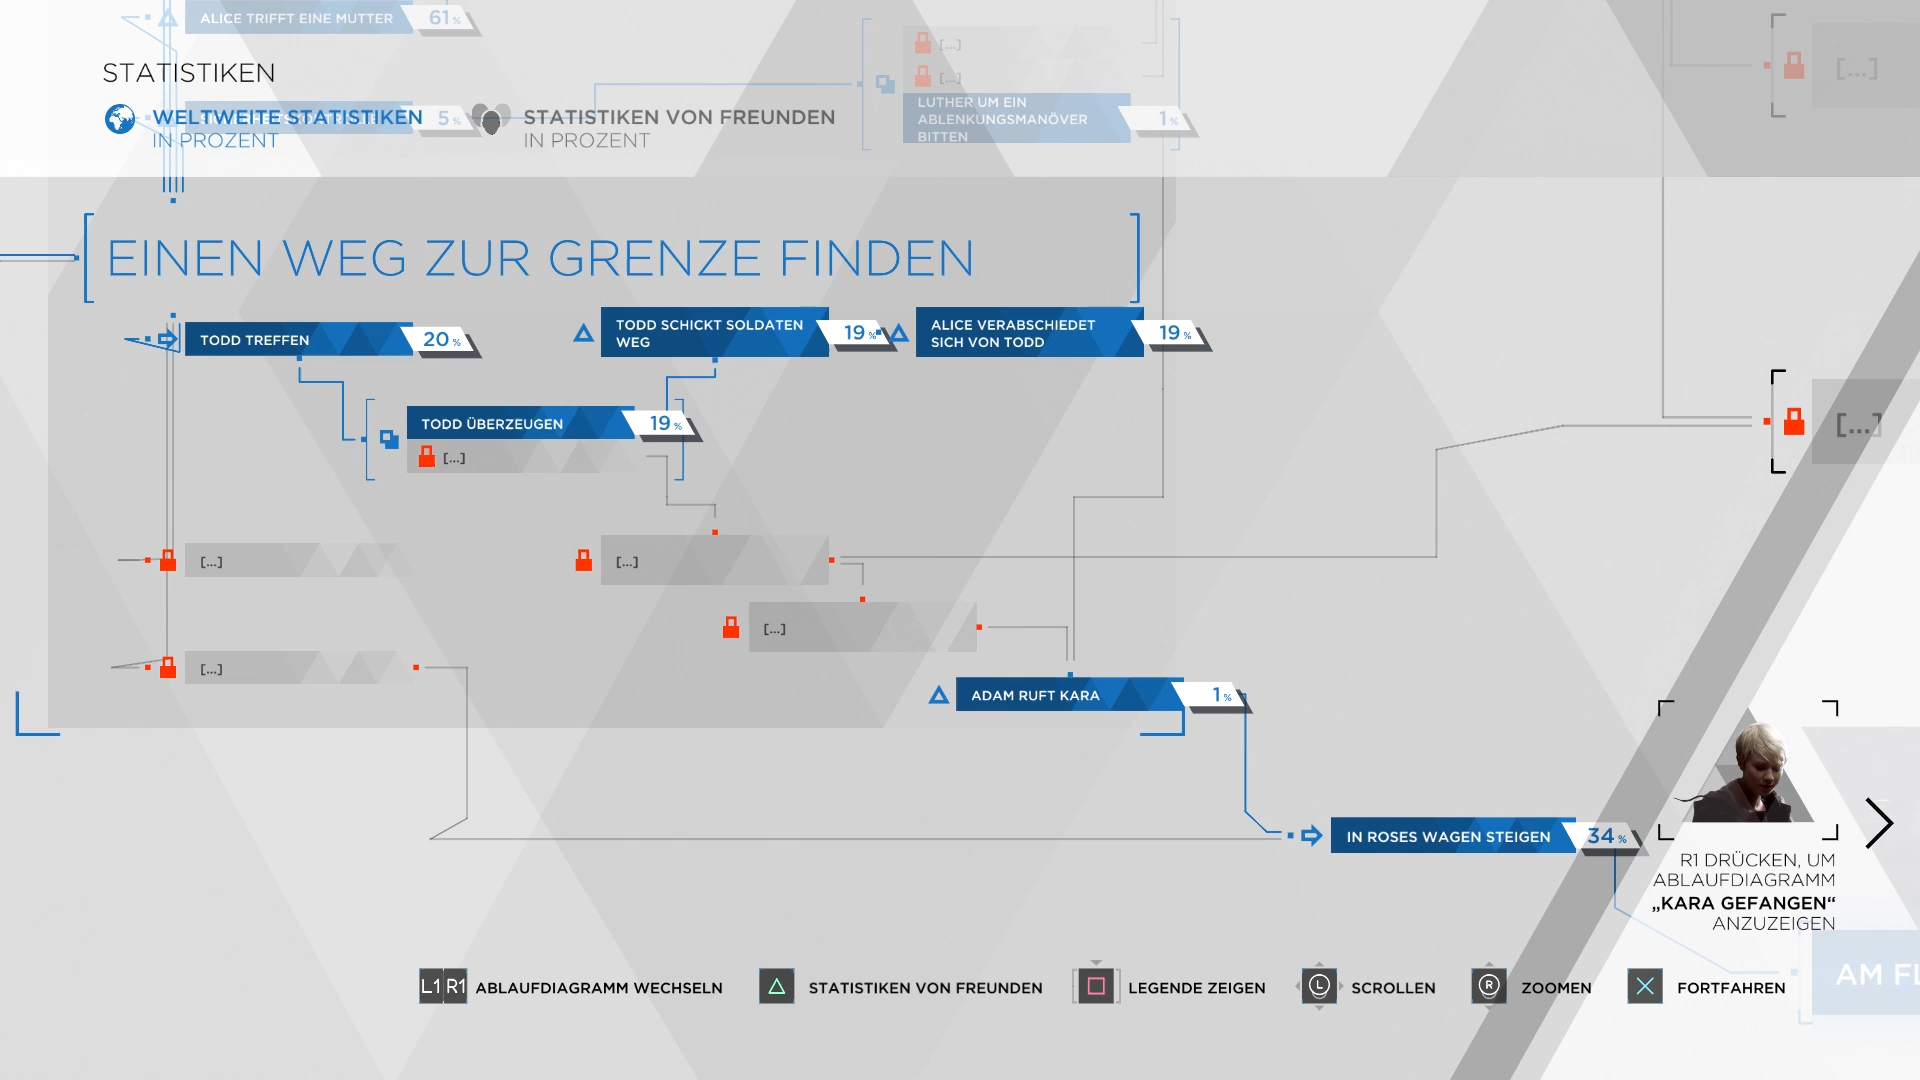 ALICE TRIFFT EINE MUTTER 61 %
[...]
[...]
[...]
STATISTIKEN
LUTHER UM EIN
ABLENKUNGSMANÖVER
BITTEN
1 %
WELTWEITE STATISTIKEN
IN PROZENT
5 %
STATISTIKEN VON FREUNDEN
IN PROZENT
EINEN WEG ZUR GRENZE FINDEN
TODD TREFFEN 20 %
TODD SCHICKT SOLDATEN
WEG
19 %
ALICE VERABSCHIEDET
SICH VON TODD
19 %
TODD ÜBERZEUGEN 19 %
[...]
[...]
[...]
[...]
[...]
[...]
ADAM RUFT KARA 1 %
IN ROSES WAGEN STEIGEN 34 %
R1 DRÜCKEN, UM
ABLAUFDIAGRAMM
„KARA GEFANGEN“
ANZUZEIGEN
AM FL
L1 R1 ABLAUFDIAGRAMM WECHSELN
STATISTIKEN VON FREUNDEN
LEGENDE ZEIGEN
L SCROLLEN
R ZOOMEN
FORTFAHREN